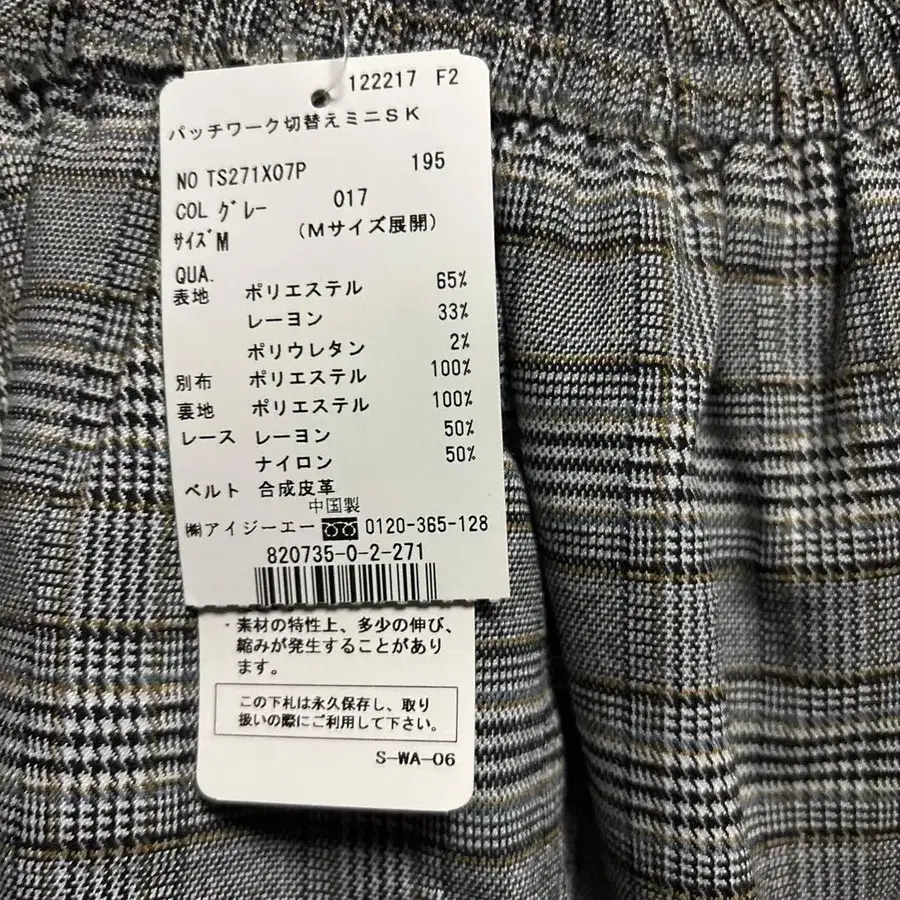 122217 F2
パッチワーク切替えミニSK
NO TS271X07P 195
COL グレー 017
サイズM (Mサイズ展開)
QUA.
表地 ポリエステル 65%
レーヨン 33%
ポリウレタン 2%
別布 ポリエステル 100%
裏地 ポリエステル 100%
レース レーヨン 50%
ナイロン 50%
ベルト 合成皮革
中国製
㈱アイジーエー 0120-365-128
820735-0-2-271
・素材の特性上、多少の伸び、
縮みが発生することがあり
ます。
この下札は永久保存し、取り
扱いの際にご利用して下さい。
S-WA-06